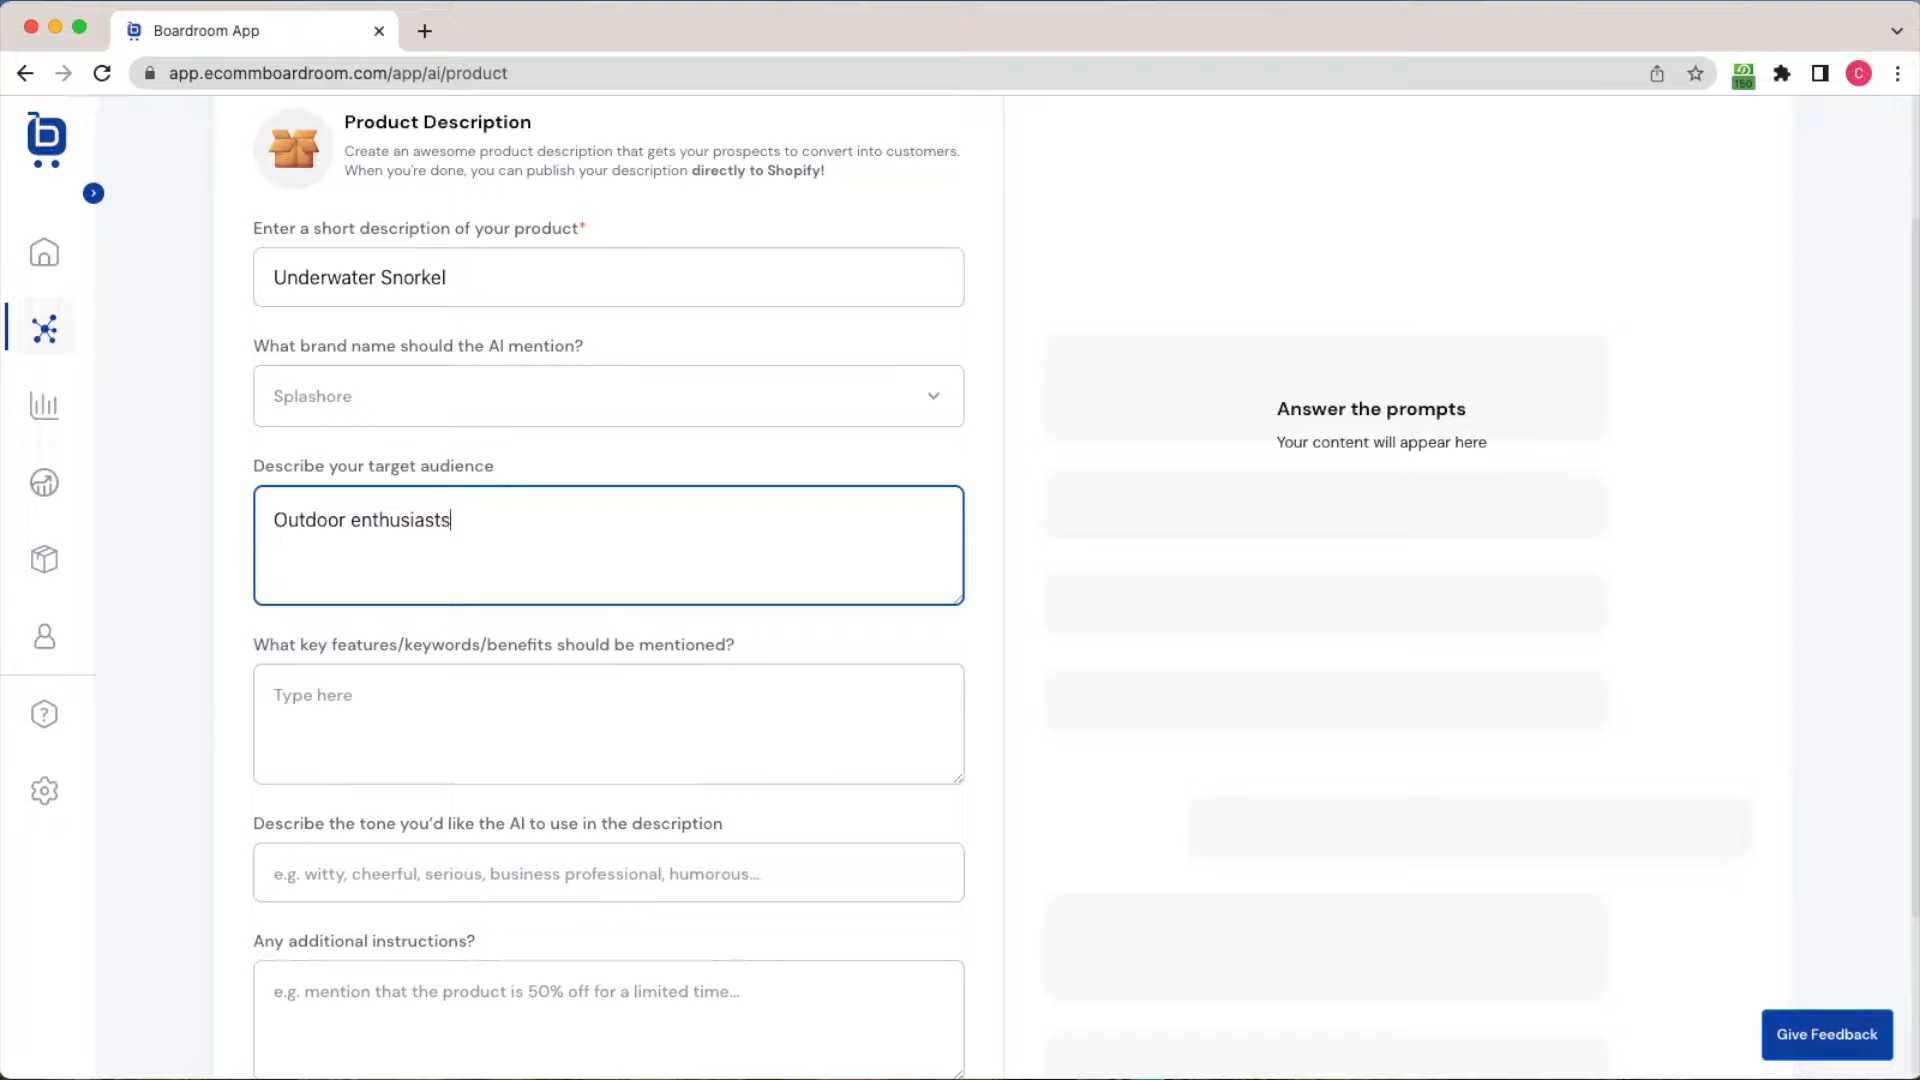 Boardroom App
app.ecommboardroom.com/app/ai/product
150
C
b
Product Description
Create an awesome product description that gets your prospects to convert into customers.
When you're done, you can publish your description directly to Shopify!
Enter a short description of your product*
Underwater Snorkel
What brand name should the AI mention?
Splashore
Describe your target audience
Outdoor enthusiasts
What key features/keywords/benefits should be mentioned?
Type here
Describe the tone you’d like the AI to use in the description
e.g. witty, cheerful, serious, business professional, humorous...
Any additional instructions?
e.g. mention that the product is 50% off for a limited time...
Answer the prompts
Your content will appear here
Give Feedback